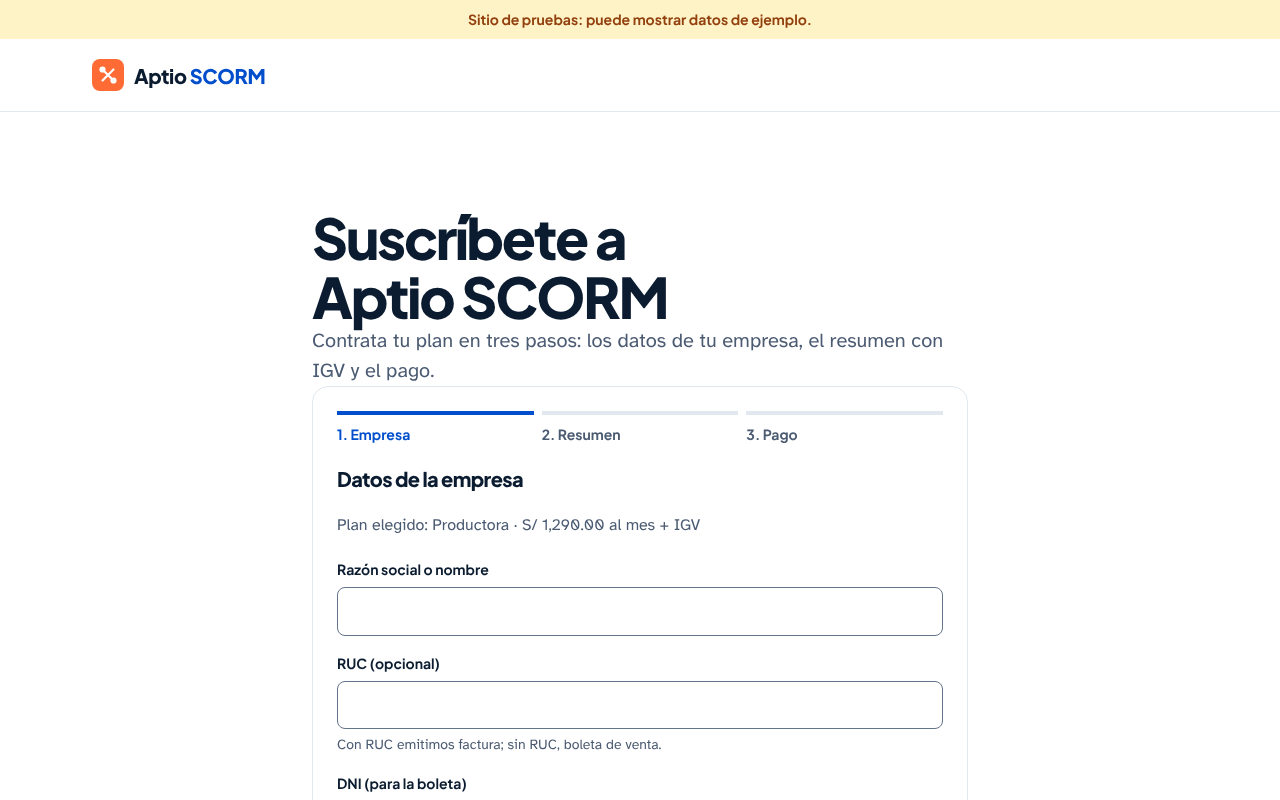 Sitio de pruebas: puede mostrar datos de ejemplo.
Aptio SCORM
Suscríbete a
Aptio SCORM
Contrata tu plan en tres pasos: los datos de tu empresa, el resumen con
IGV y el pago.
1. Empresa
2. Resumen
3. Pago
Datos de la empresa
Plan elegido: Productora · S/ 1,290.00 al mes + IGV
Razón social o nombre
RUC (opcional)
Con RUC emitimos factura; sin RUC, boleta de venta.
DNI (para la boleta)